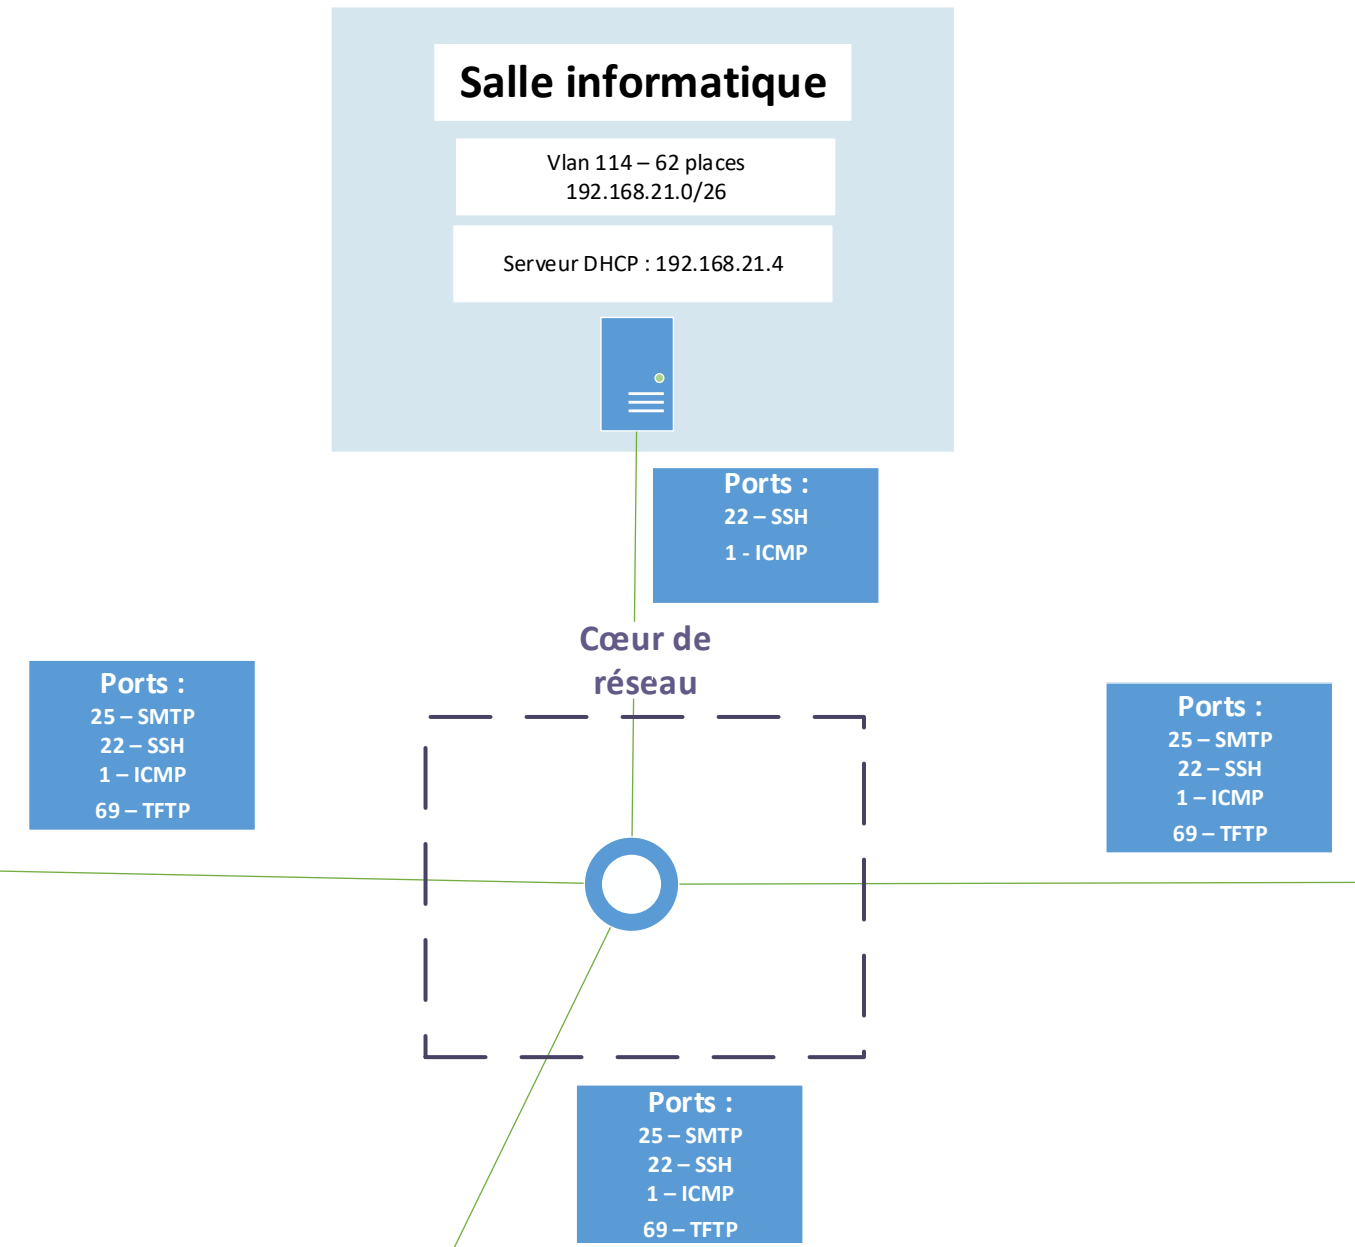 Salle informatique
Vlan 114 – 62 places
192.168.21.0/26
Serveur DHCP : 192.168.21.4
Ports :
22 – SSH
1 - ICMP
Cœur de
réseau
Ports :
25 – SMTP
22 – SSH
1 – ICMP
69 – TFTP
Ports :
25 – SMTP
22 – SSH
1 – ICMP
69 – TFTP
Ports :
25 – SMTP
22 – SSH
1 – ICMP
69 – TFTP